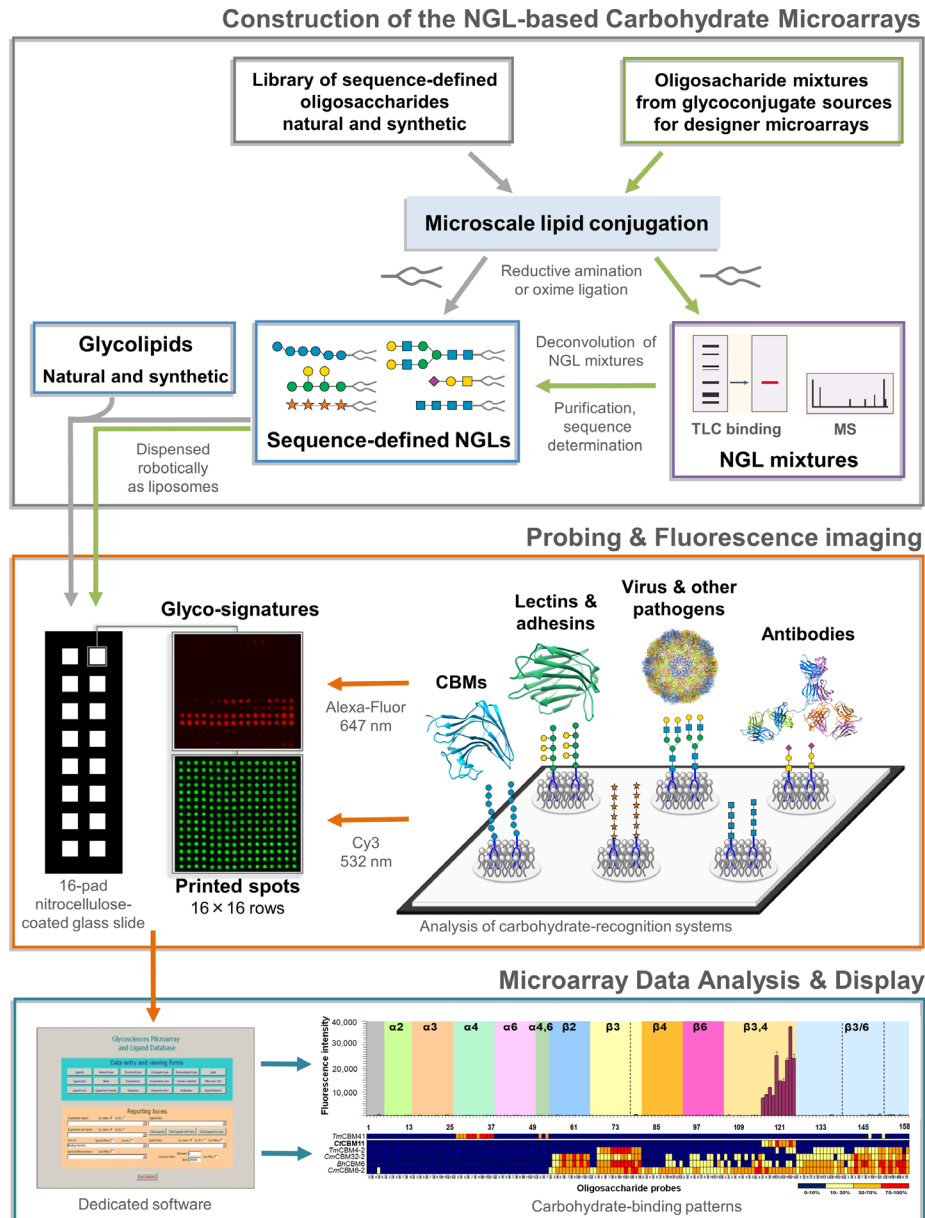 Construction of the NGL-based Carbohydrate Microarrays
Library of sequence-defined
oligosaccharides
natural and synthetic
Oligosacharide mixtures
from glycoconjugate sources
for designer microarrays
Microscale lipid conjugation
Reductive amination
or oxime ligation
Glycolipids
Natural and synthetic
Sequence-defined NGLs
Deconvolution of
NGL mixtures
Purification,
sequence
determination
TLC binding
MS
NGL mixtures
Dispensed
robotically
as liposomes
Probing & Fluorescence imaging
Glyco-signatures
Lectins &
adhesins
Virus & other
pathogens
Antibodies
CBMs
Alexa-Fluor
647 nm
Cy3
532 nm
16-pad
nitrocellulose-
coated glass slide
Printed spots
16 × 16 rows
Analysis of carbohydrate-recognition systems
Microarray Data Analysis & Display
Glycosciences Microarray
and Ligand Database
Data entry and viewing forms
Reporting boxes
Dedicated software
Fluorescence intensity
40,000
30,000
20,000
10,000
α2 α3 α4 α6 α4,6 β2 β3 β4 β6 β3,4 β3/6
1 13 25 37 49 61 73 85 97 109 121 133 145 158
TmCBM41
CtCBM11
TmCBM4-2
CmCBM32-2
BhCBM6
CmCBM6-2
Oligosaccharide probes
0-10% 10- 30% 30-70% 75-100%
Carbohydrate-binding patterns